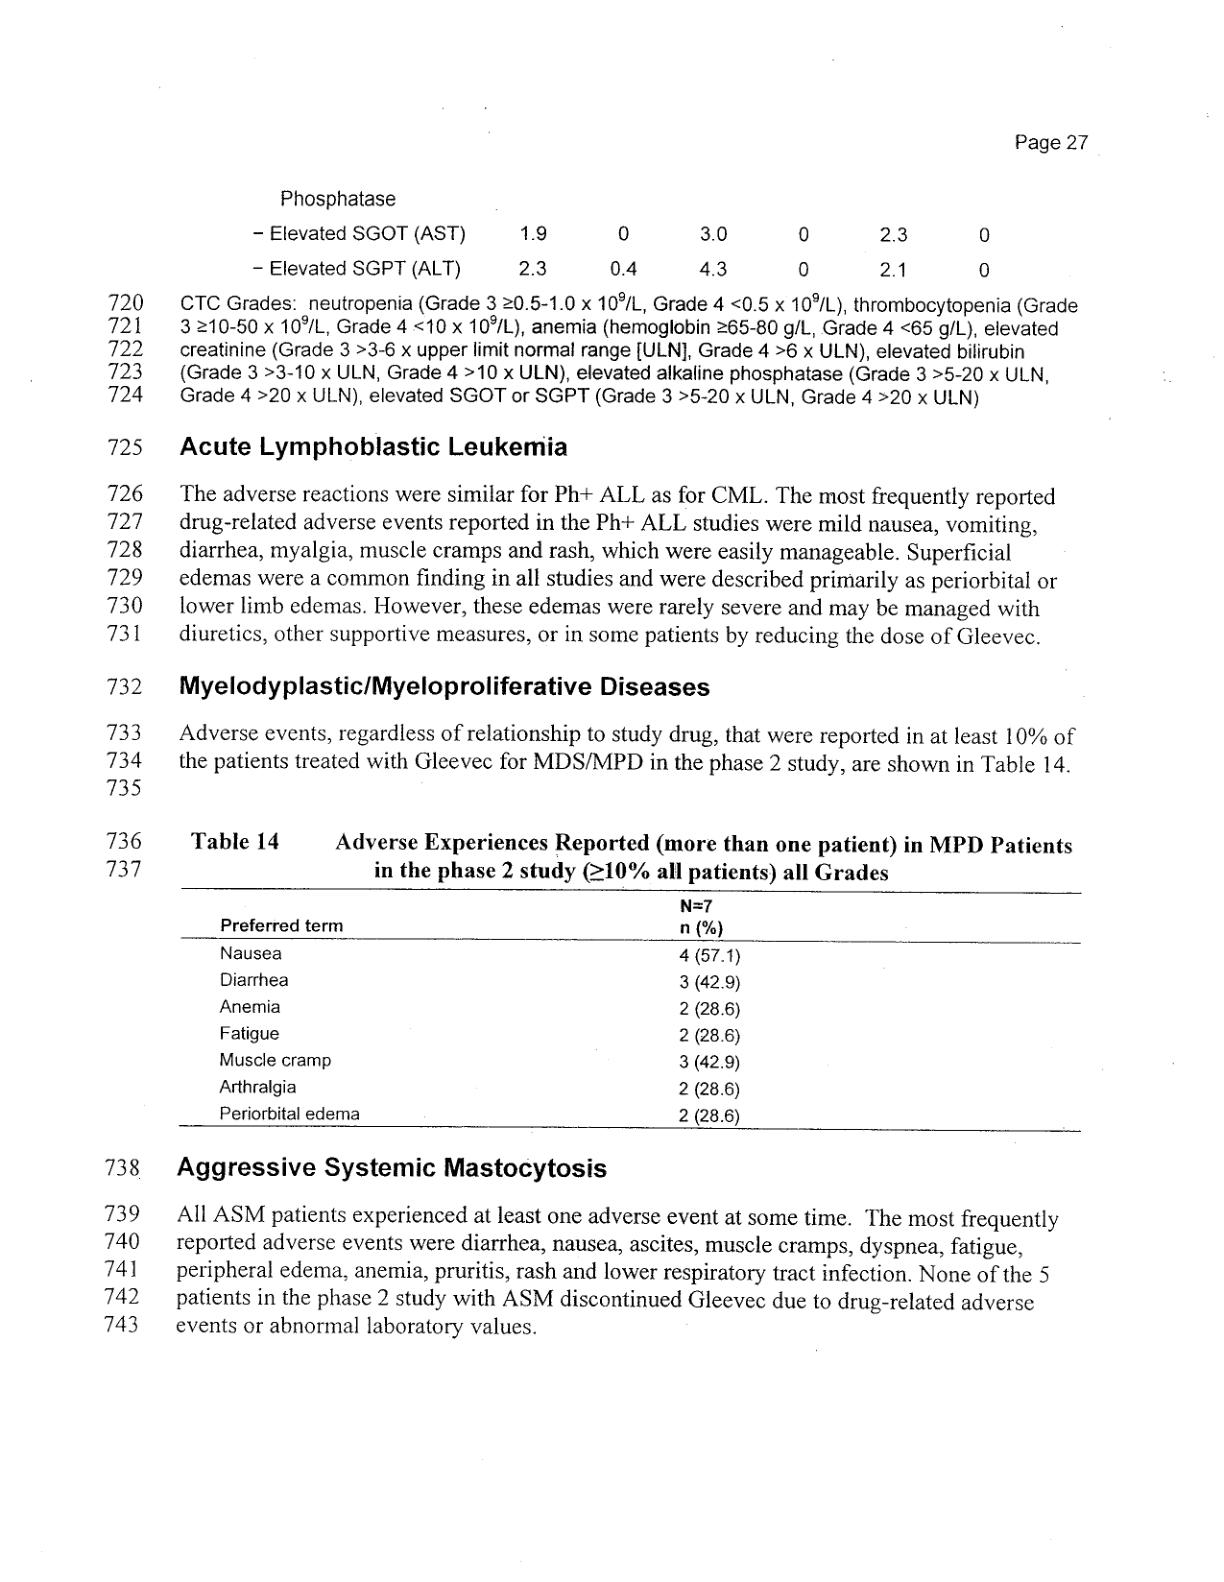 Page 27
Phosphatase
– Elevated SGOT (AST) 1.9 0 3.0 0 2.3 0
– Elevated SGPT (ALT) 2.3 0.4 4.3 0 2.1 0
720 CTC Grades: neutropenia (Grade 3 ≥0.5-1.0 x 10⁹/L, Grade 4 <0.5 x 10⁹/L), thrombocytopenia (Grade
721 3 ≥10-50 x 10⁹/L, Grade 4 <10 x 10⁹/L), anemia (hemoglobin ≥65-80 g/L, Grade 4 <65 g/L), elevated
722 creatinine (Grade 3 >3-6 x upper limit normal range [ULN], Grade 4 >6 x ULN), elevated bilirubin
723 (Grade 3 >3-10 x ULN, Grade 4 >10 x ULN), elevated alkaline phosphatase (Grade 3 >5-20 x ULN,
724 Grade 4 >20 x ULN), elevated SGOT or SGPT (Grade 3 >5-20 x ULN, Grade 4 >20 x ULN)
725 Acute Lymphoblastic Leukemia
726 The adverse reactions were similar for Ph+ ALL as for CML. The most frequently reported
727 drug-related adverse events reported in the Ph+ ALL studies were mild nausea, vomiting,
728 diarrhea, myalgia, muscle cramps and rash, which were easily manageable. Superficial
729 edemas were a common finding in all studies and were described primarily as periorbital or
730 lower limb edemas. However, these edemas were rarely severe and may be managed with
731 diuretics, other supportive measures, or in some patients by reducing the dose of Gleevec.
732 Myelodyplastic/Myeloproliferative Diseases
733 Adverse events, regardless of relationship to study drug, that were reported in at least 10% of
734 the patients treated with Gleevec for MDS/MPD in the phase 2 study, are shown in Table 14.
735
736 Table 14 Adverse Experiences Reported (more than one patient) in MPD Patients
737 in the phase 2 study (≥10% all patients) all Grades
N=7
Preferred term n (%)
Nausea 4 (57.1)
Diarrhea 3 (42.9)
Anemia 2 (28.6)
Fatigue 2 (28.6)
Muscle cramp 3 (42.9)
Arthralgia 2 (28.6)
Periorbital edema 2 (28.6)
738 Aggressive Systemic Mastocytosis
739 All ASM patients experienced at least one adverse event at some time. The most frequently
740 reported adverse events were diarrhea, nausea, ascites, muscle cramps, dyspnea, fatigue,
741 peripheral edema, anemia, pruritis, rash and lower respiratory tract infection. None of the 5
742 patients in the phase 2 study with ASM discontinued Gleevec due to drug-related adverse
743 events or abnormal laboratory values.